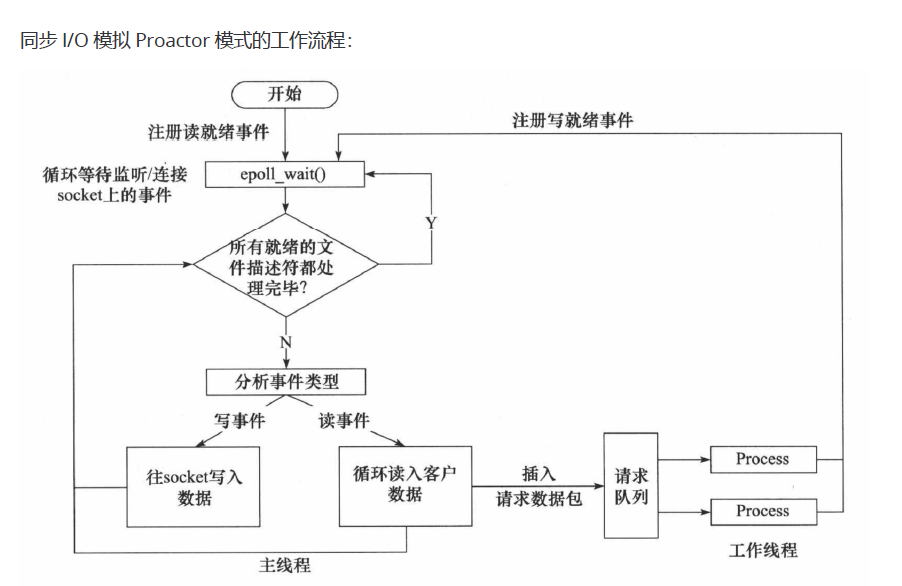 同步 I/O 模拟 Proactor 模式的工作流程：
开始
注册读就绪事件
注册写就绪事件
循环等待监听/连接
socket上的事件
epoll_wait()
Y
所有就绪的文
件描述符都处
理完毕?
N
分析事件类型
写事件
读事件
往socket写入
数据
循环读入客户
数据
插入
请求数据包
请求
队列
Process
Process
主线程
工作线程